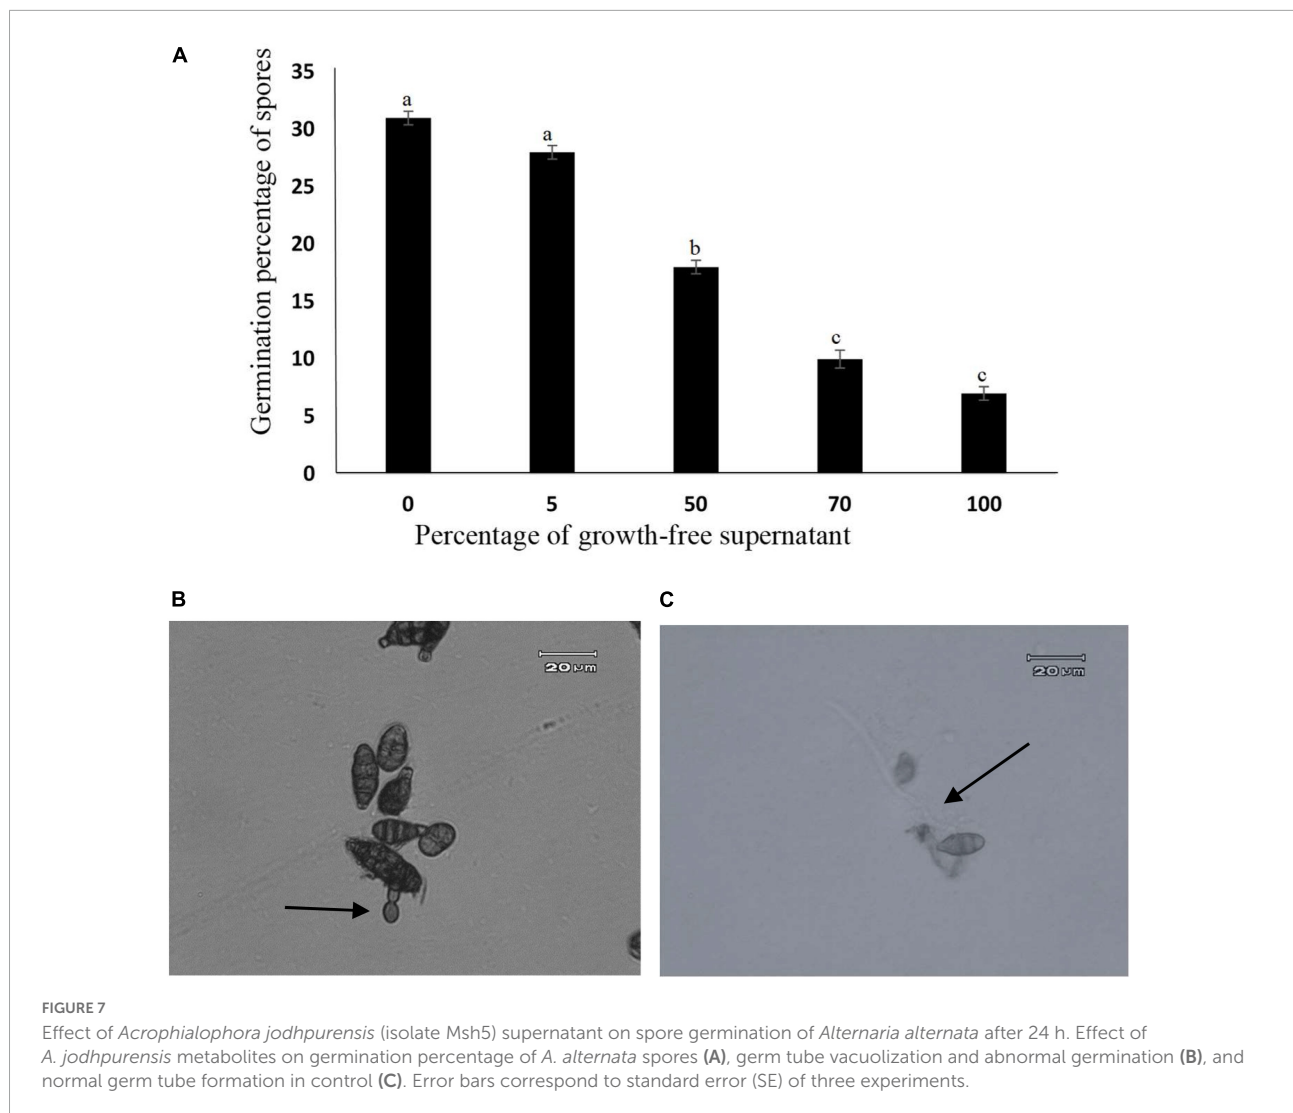 A
Germination percentage of spores
35
30
25
20
15
10
5
0
a
a
b
c
c
0 5 50 70 100
Percentage of growth-free supernatant
B
20 µm
C
20 µm
FIGURE 7
Effect of Acrophialophora jodhpurensis (isolate Msh5) supernatant on spore germination of Alternaria alternata after 24 h. Effect of
A. jodhpurensis metabolites on germination percentage of A. alternata spores (A), germ tube vacuolization and abnormal germination (B), and
normal germ tube formation in control (C). Error bars correspond to standard error (SE) of three experiments.